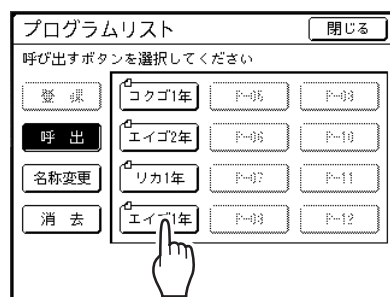 プログラムリスト 閉じる
呼び出すボタンを選択してください
登 録 コクゴ1年 P-05 P-09
呼 出 エイゴ2年 P-06 P-10
名称変更 リカ1年 P-07 P-11
消 去 エイゴ1年 P-08 P-12